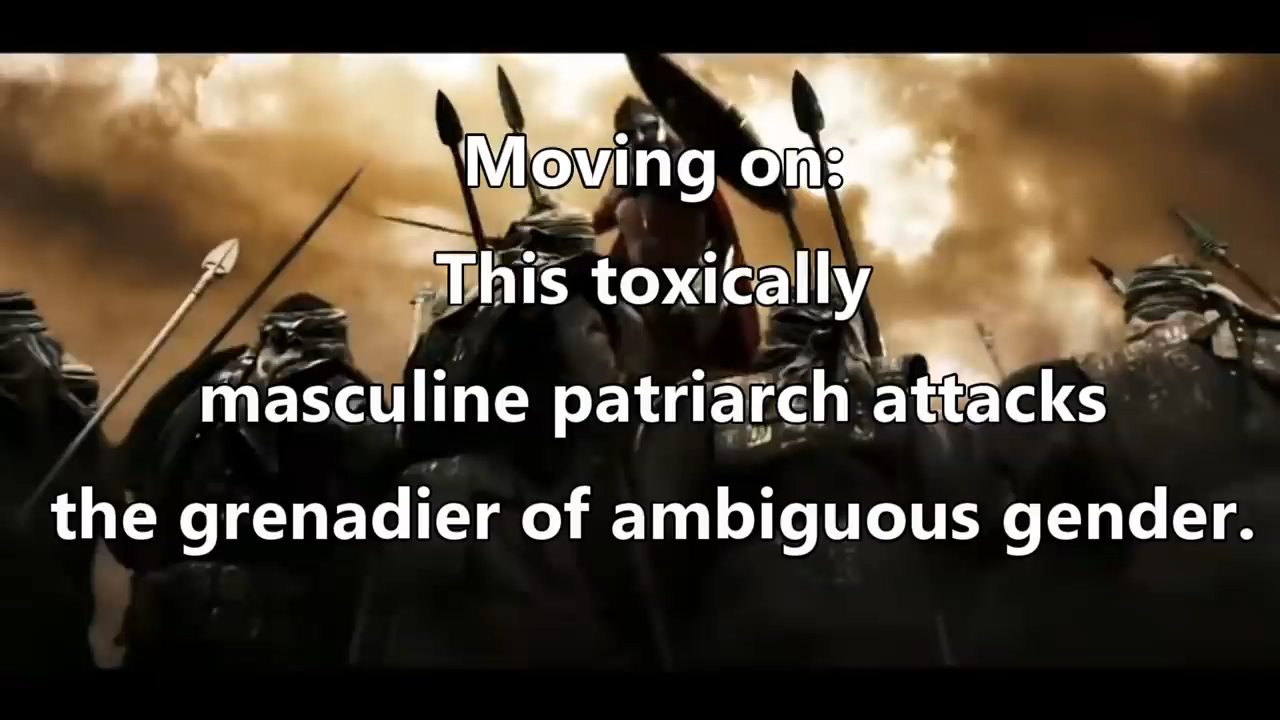 Moving on:
This toxically
masculine patriarch attacks
the grenadier of ambiguous gender.